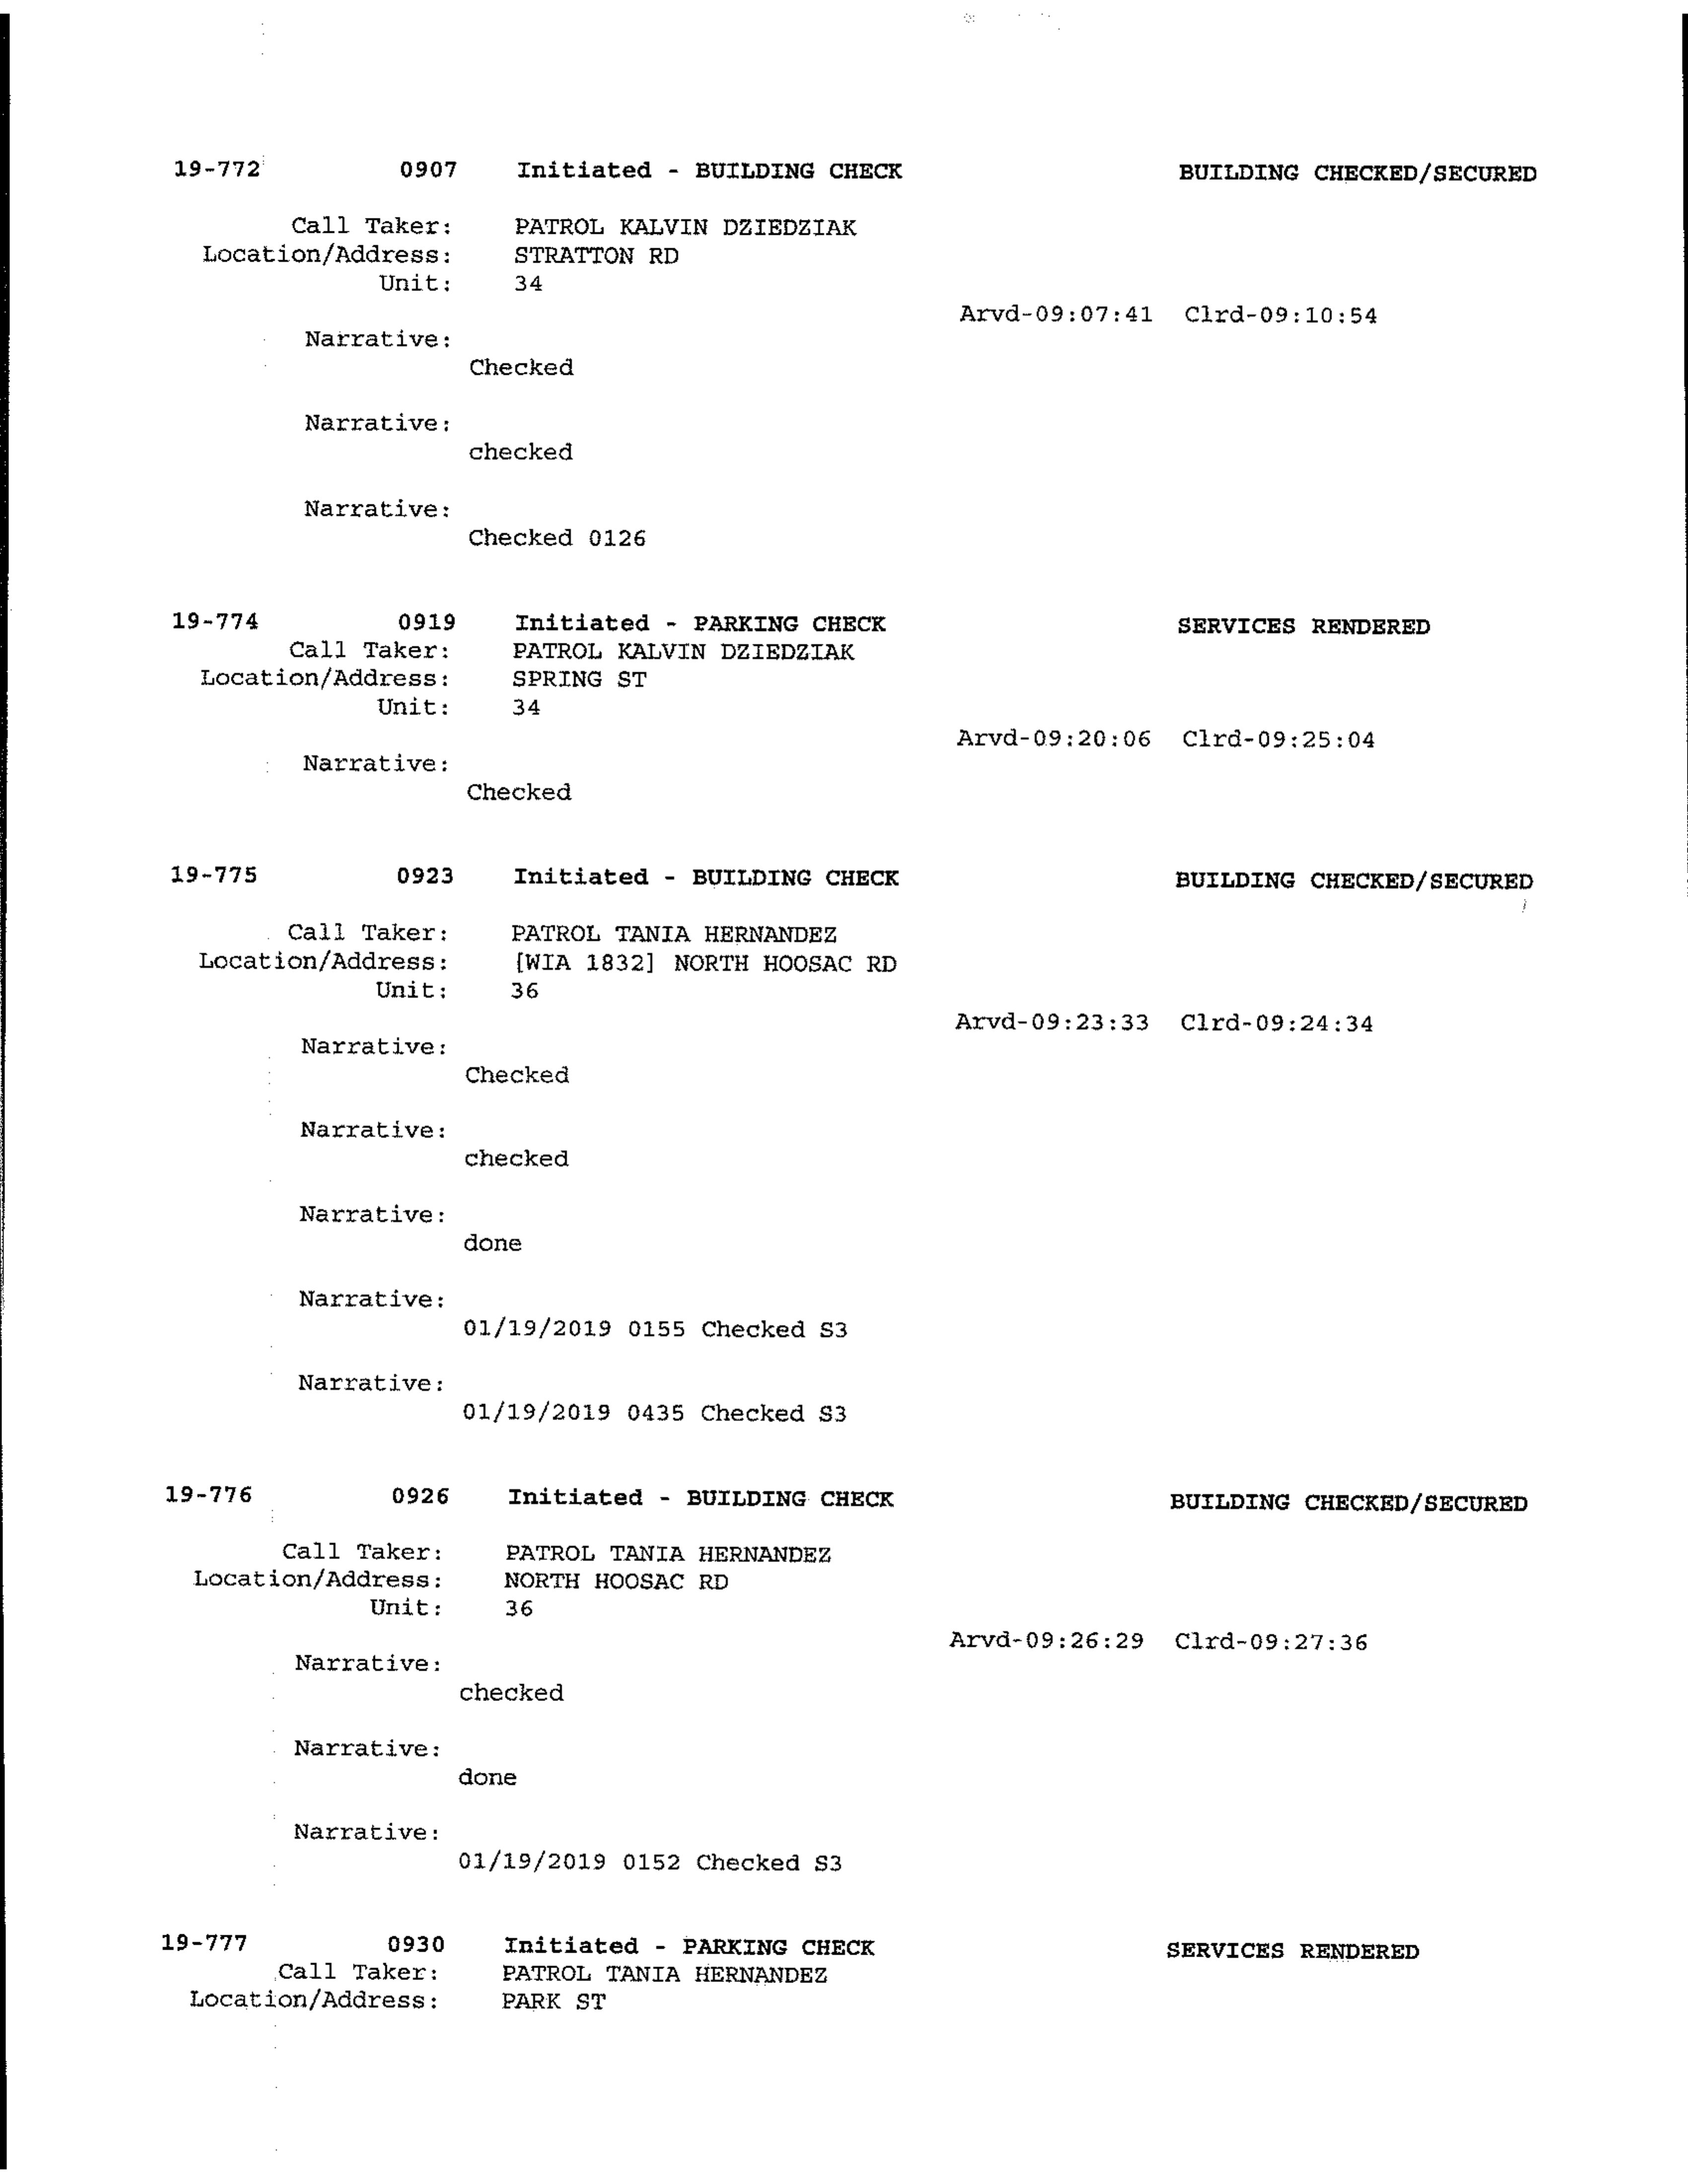 19-772 0907 Initiated - BUILDING CHECK BUILDING CHECKED/SECURED
Call Taker: PATROL KALVIN DZIEDZIAK
Location/Address: STRATTON RD
Unit: 34
Arvd-09:07:41 Clrd-09:10:54
Narrative:
Checked
Narrative:
checked
Narrative:
Checked 0126
19-774 0919 Initiated - PARKING CHECK SERVICES RENDERED
Call Taker: PATROL KALVIN DZIEDZIAK
Location/Address: SPRING ST
Unit: 34
Arvd-09:20:06 Clrd-09:25:04
Narrative:
Checked
19-775 0923 Initiated - BUILDING CHECK BUILDING CHECKED/SECURED
Call Taker: PATROL TANIA HERNANDEZ
Location/Address: [WIA 1832] NORTH HOOSAC RD
Unit: 36
Arvd-09:23:33 Clrd-09:24:34
Narrative:
Checked
Narrative:
checked
Narrative:
done
Narrative:
01/19/2019 0155 Checked S3
Narrative:
01/19/2019 0435 Checked S3
19-776 0926 Initiated - BUILDING CHECK BUILDING CHECKED/SECURED
Call Taker: PATROL TANIA HERNANDEZ
Location/Address: NORTH HOOSAC RD
Unit: 36
Arvd-09:26:29 Clrd-09:27:36
Narrative:
checked
Narrative:
done
Narrative:
01/19/2019 0152 Checked S3
19-777 0930 Initiated - PARKING CHECK SERVICES RENDERED
Call Taker: PATROL TANIA HERNANDEZ
Location/Address: PARK ST